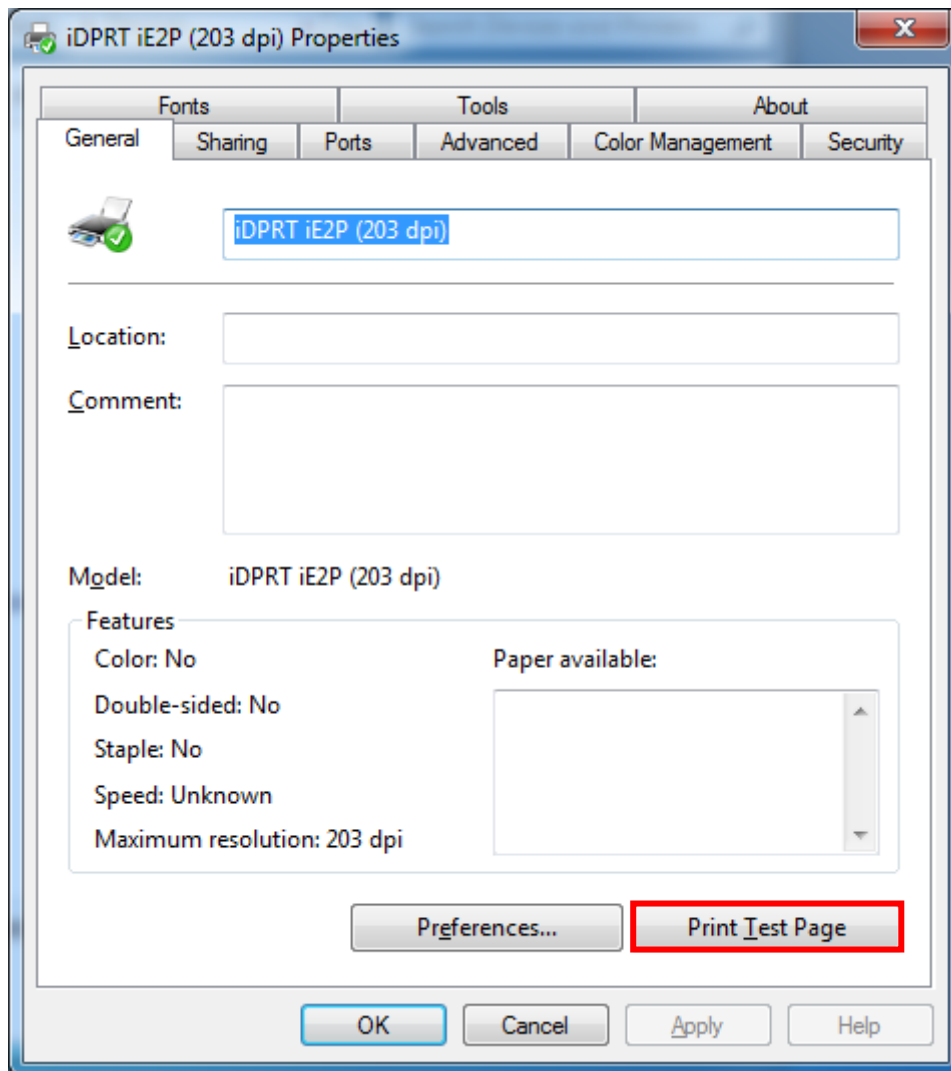 iDPRT iE2P (203 dpi) Properties
Fonts Tools About
General Sharing Ports Advanced Color Management Security
iDPRT iE2P (203 dpi)
Location:
Comment:
Model: iDPRT iE2P (203 dpi)
Features
Color: No Paper available:
Double-sided: No
Staple: No
Speed: Unknown
Maximum resolution: 203 dpi
Preferences... Print Test Page
OK Cancel Apply Help